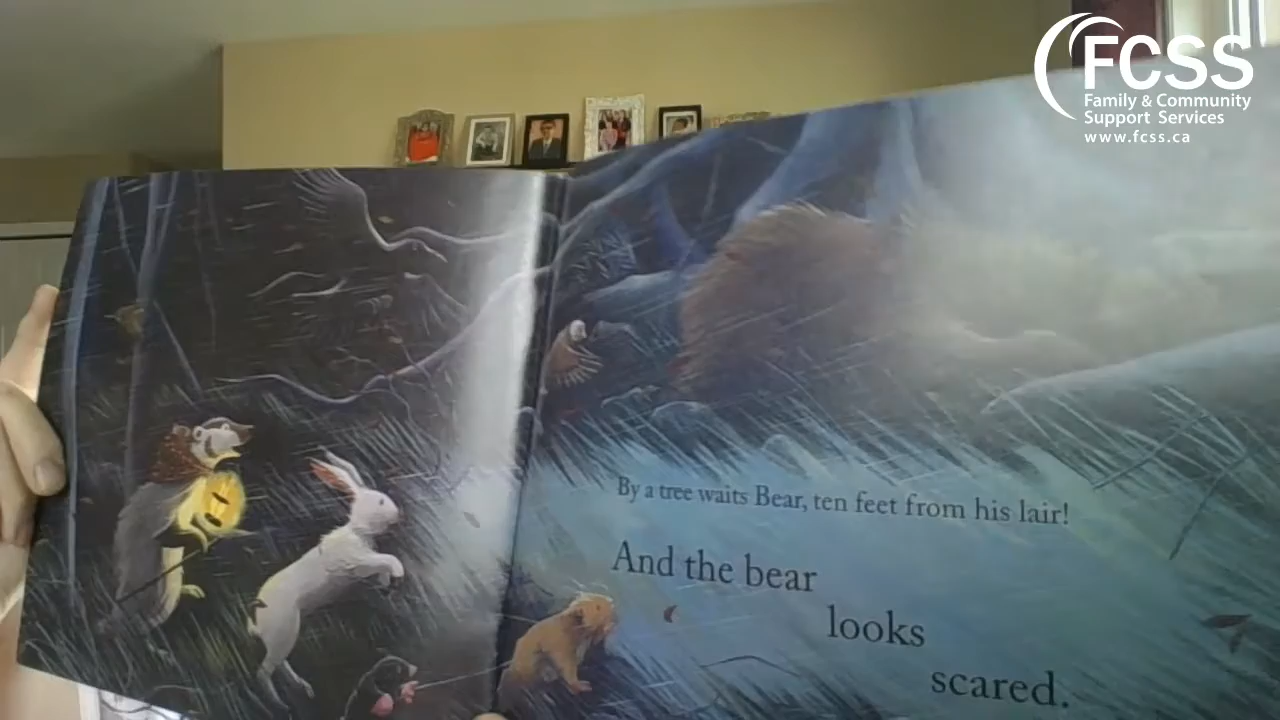 FCSS
Family & Community
Support Services
www.fcss.ca
By a tree waits Bear, ten feet from his lair!
And the bear
looks
scared.